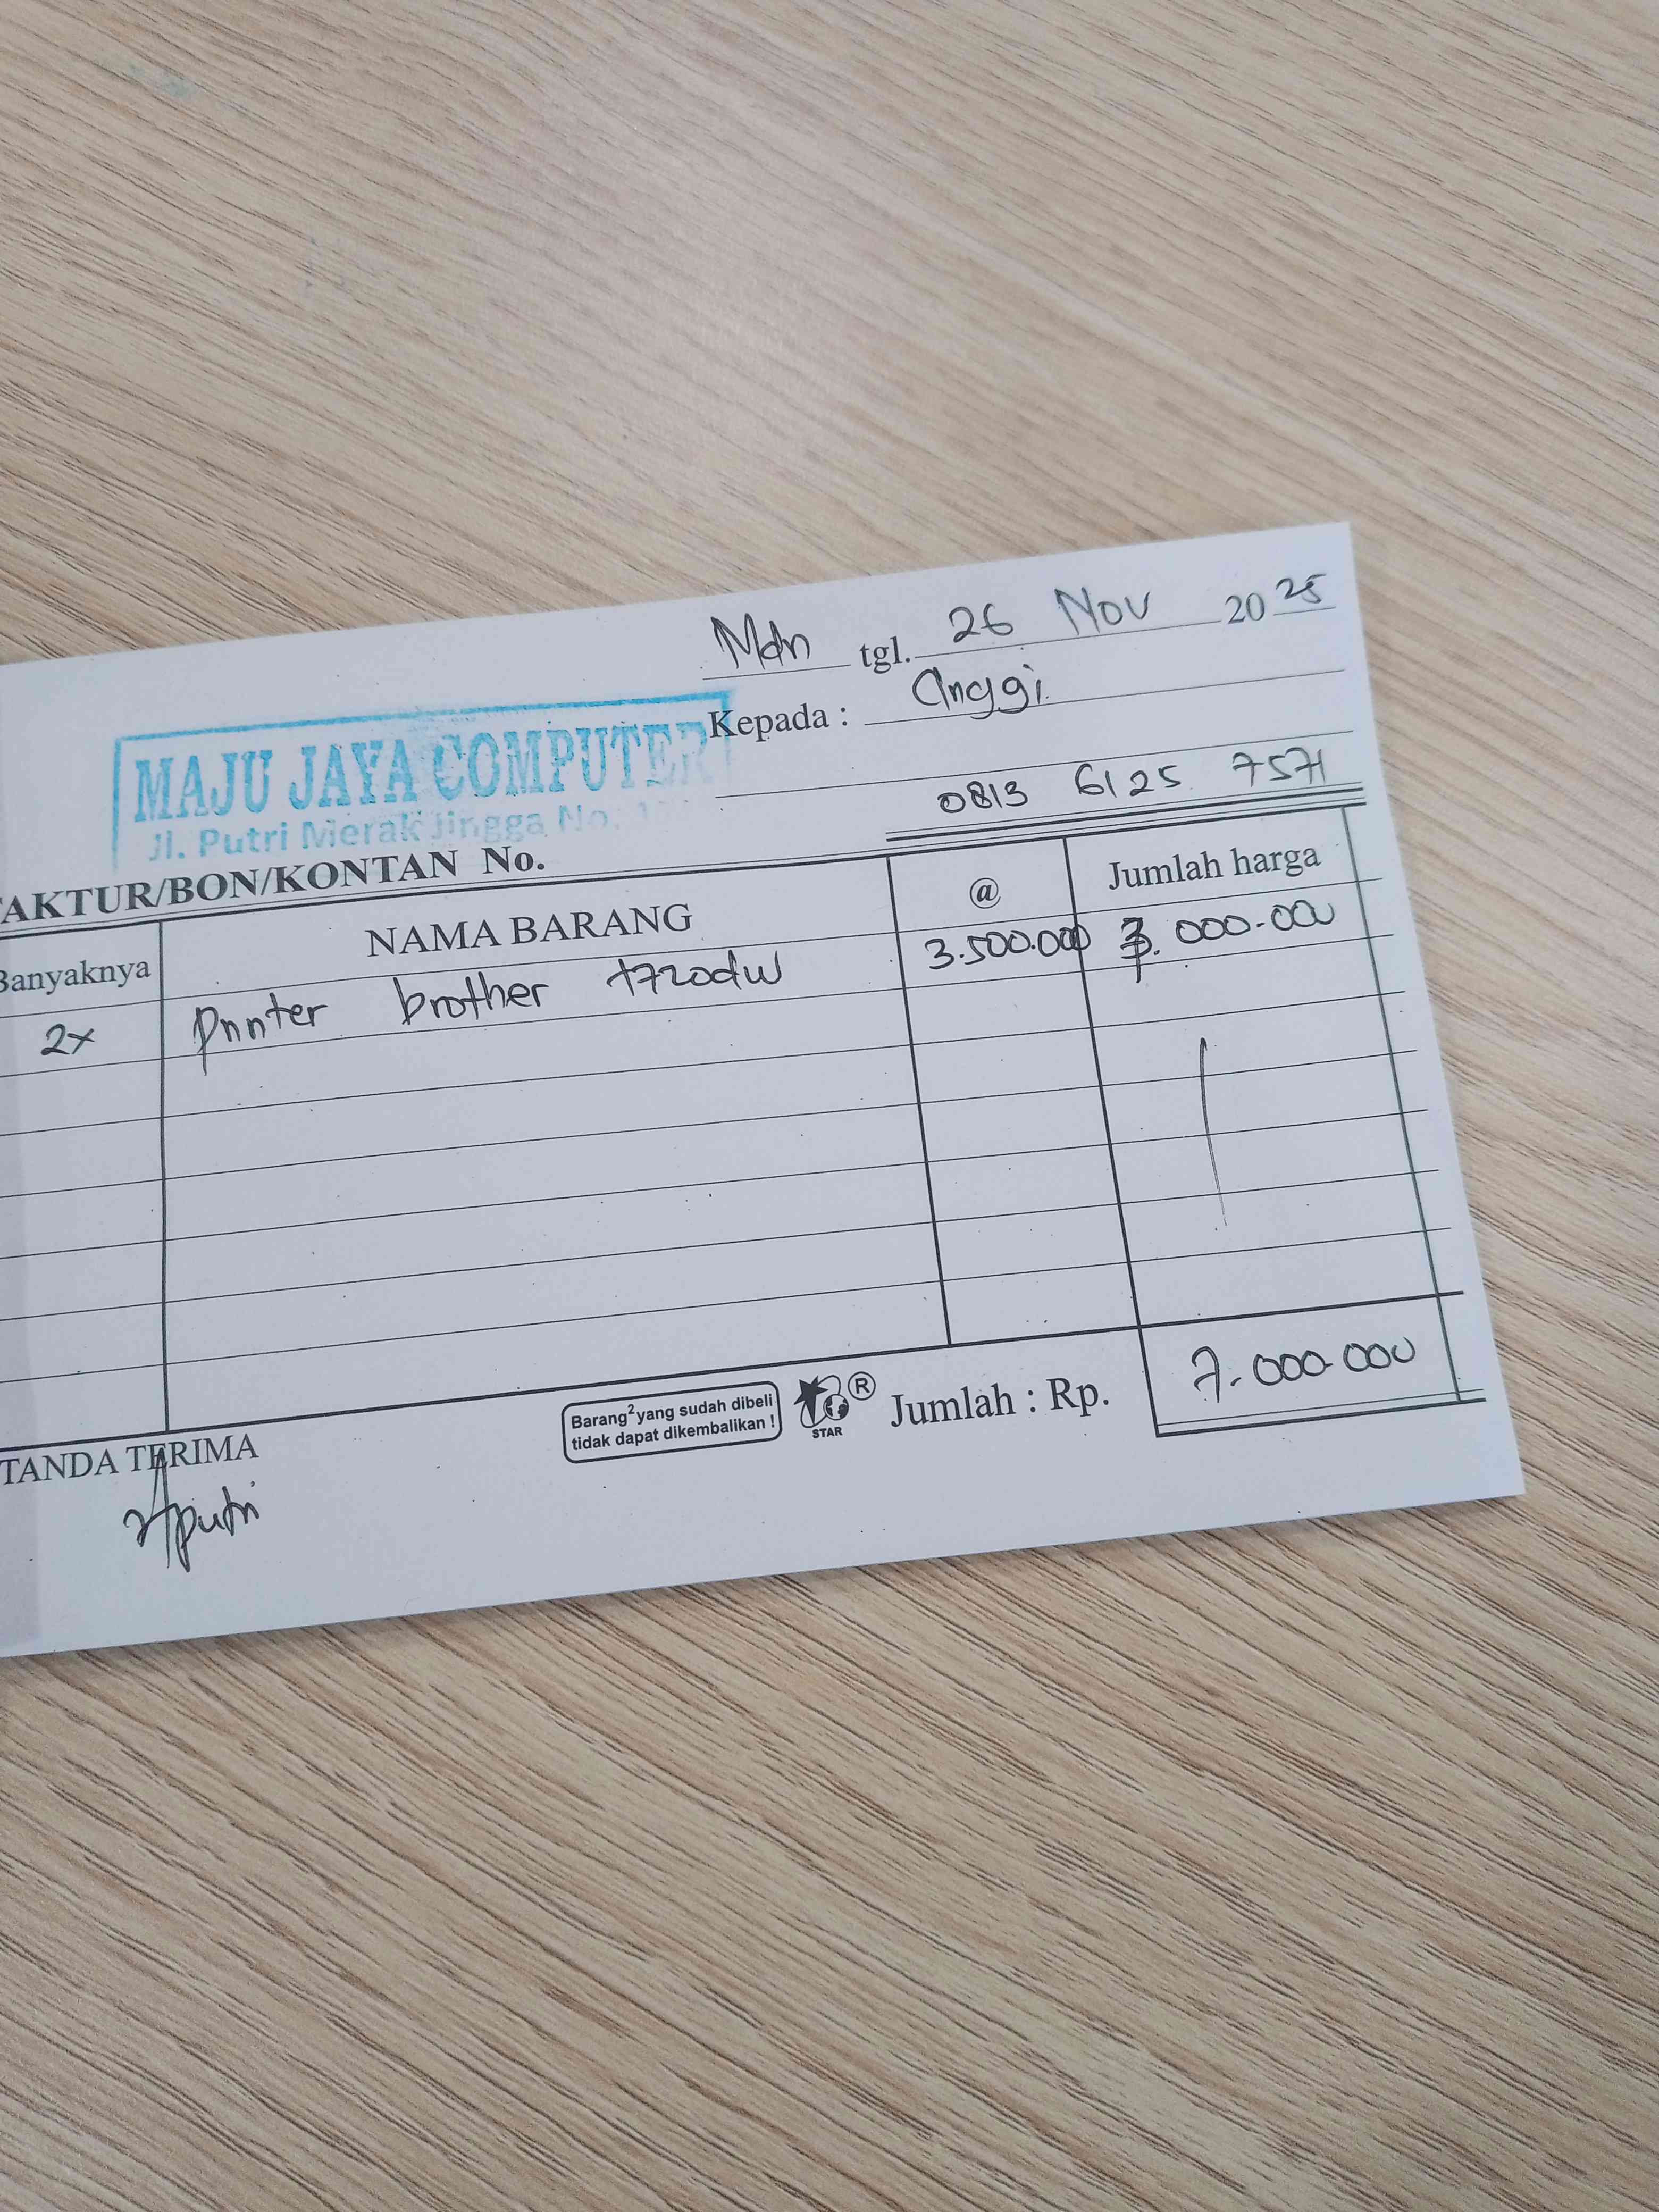 Mdn tgl. 26 Nov 2025
Kepada : Anggi
MAJU JAYA COMPUTER
Jl. Putri Merak Jingga No.
0813 6125 7571
FAKTUR/BON/KONTAN No.
Banyaknya NAMA BARANG @ Jumlah harga
2x Printer brother t720dw 3.500.000 7.000.000
Barang² yang sudah dibeli
tidak dapat dikembalikan !
STAR
®
Jumlah : Rp. 7.000.000
TANDA TERIMA
putri